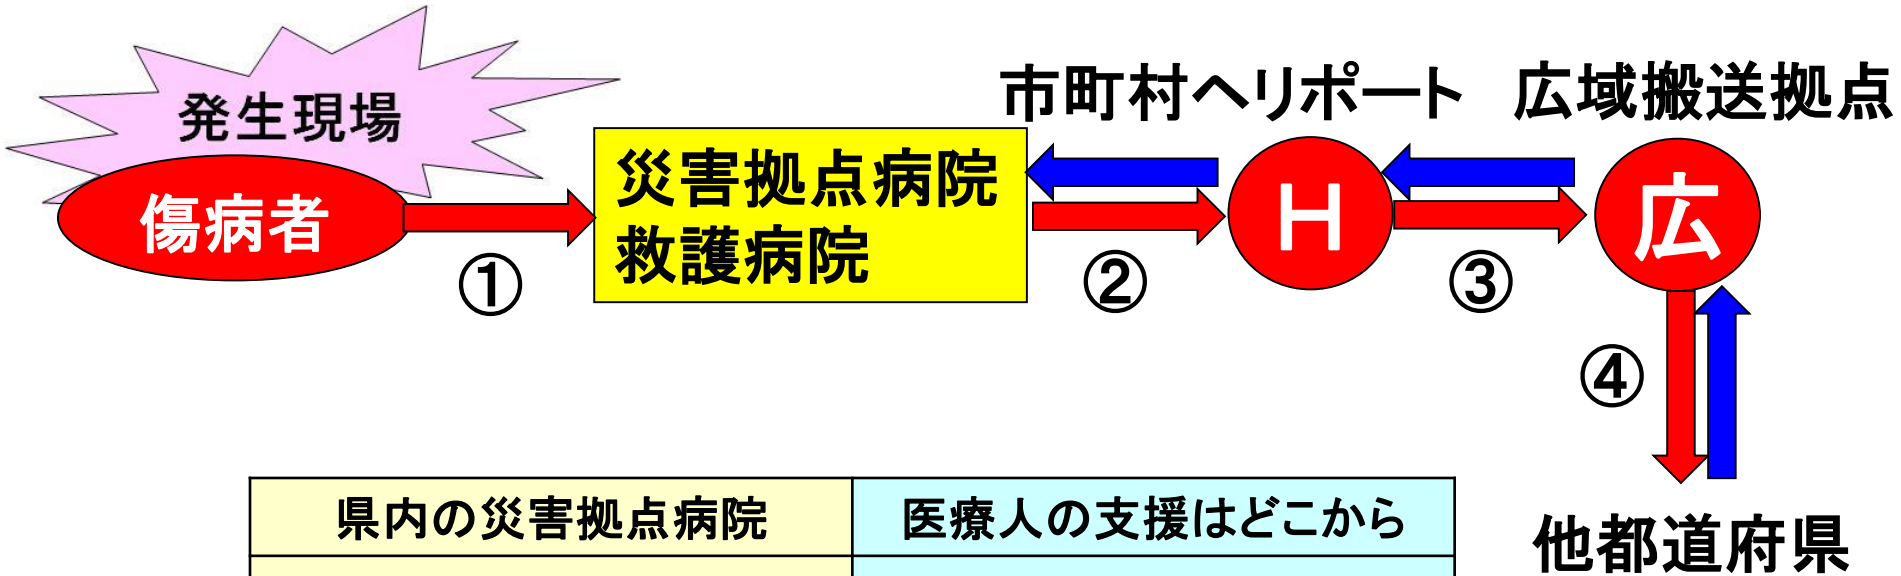 発生現場
傷病者
①
災害拠点病院
救護病院
②
市町村ヘリポート
H
③
広域搬送拠点
広
④
他都道府県
県内の災害拠点病院
医療人の支援はどこから